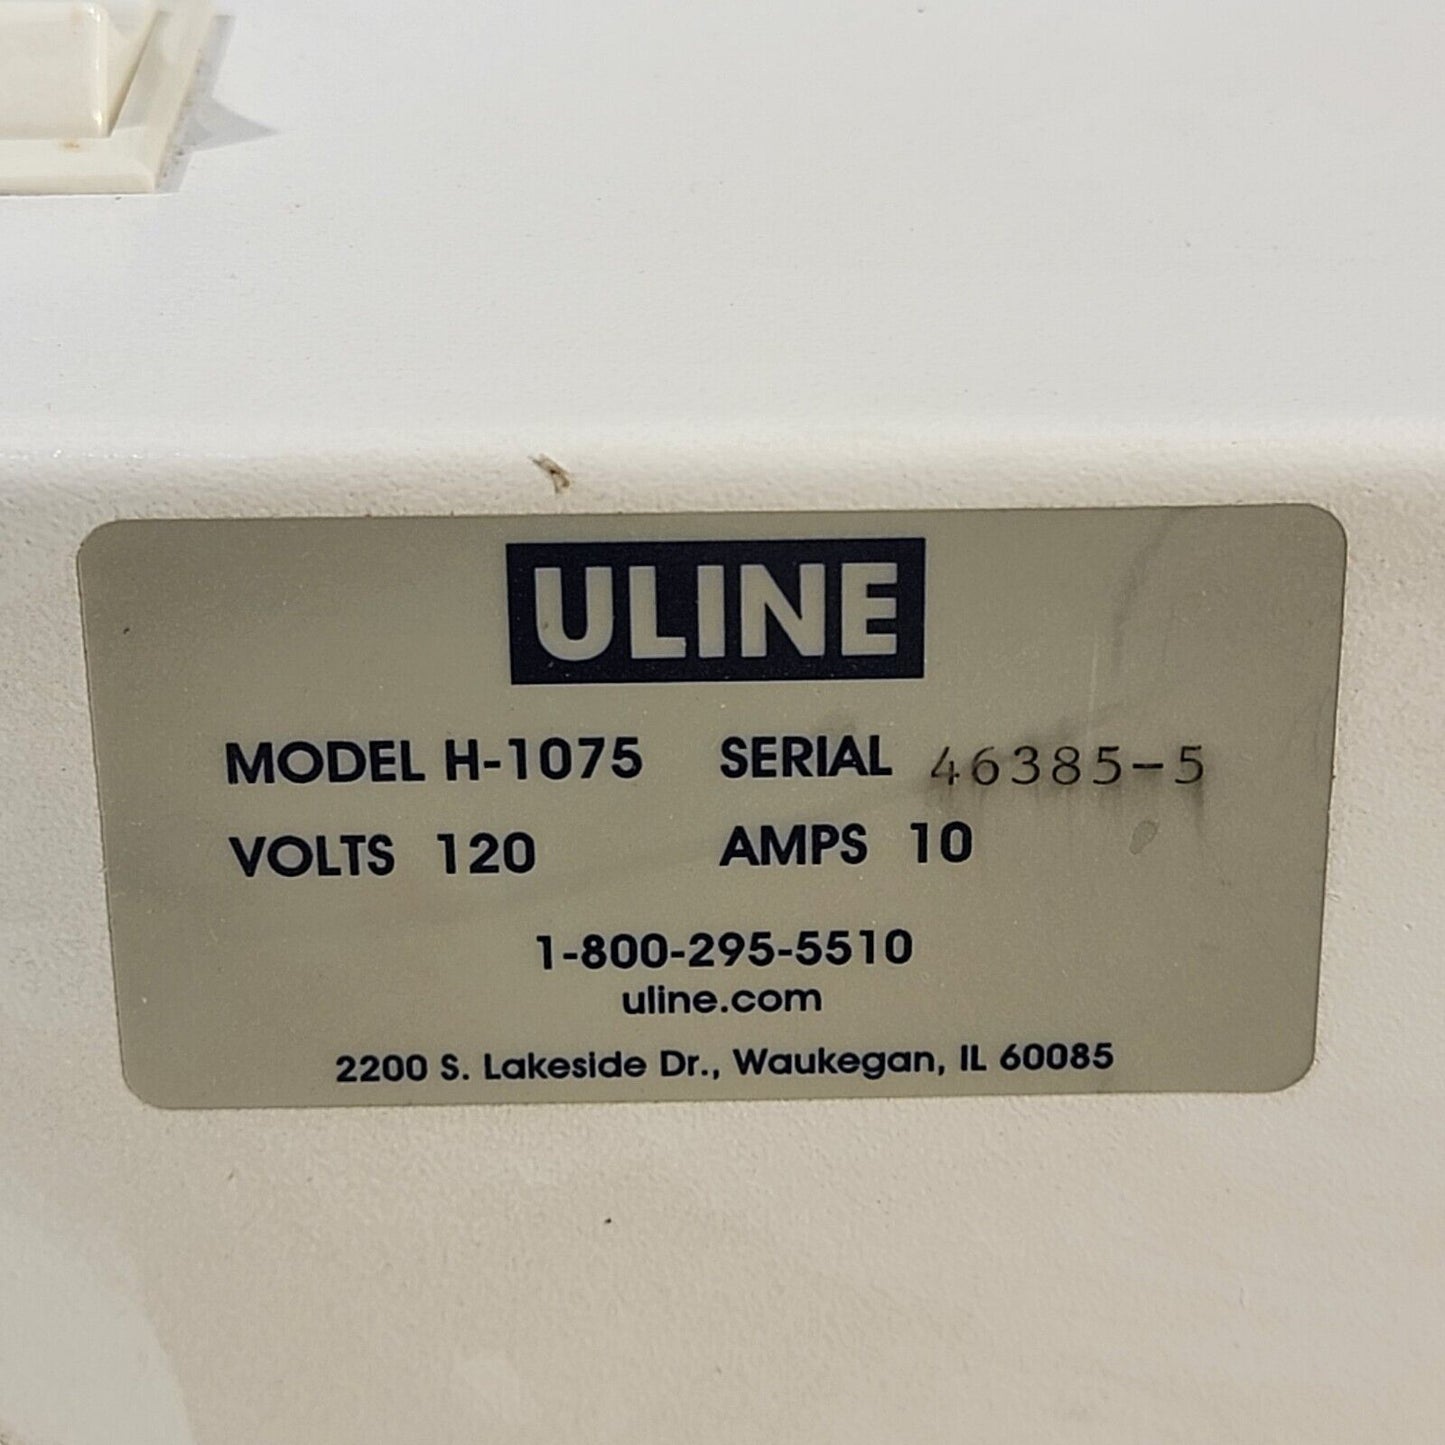 ULINE
MODEL H-1075 SERIAL 46385-5
VOLTS 120 AMPS 10
1-800-295-5510
uline.com
2200 S. Lakeside Dr., Waukegan, IL 60085